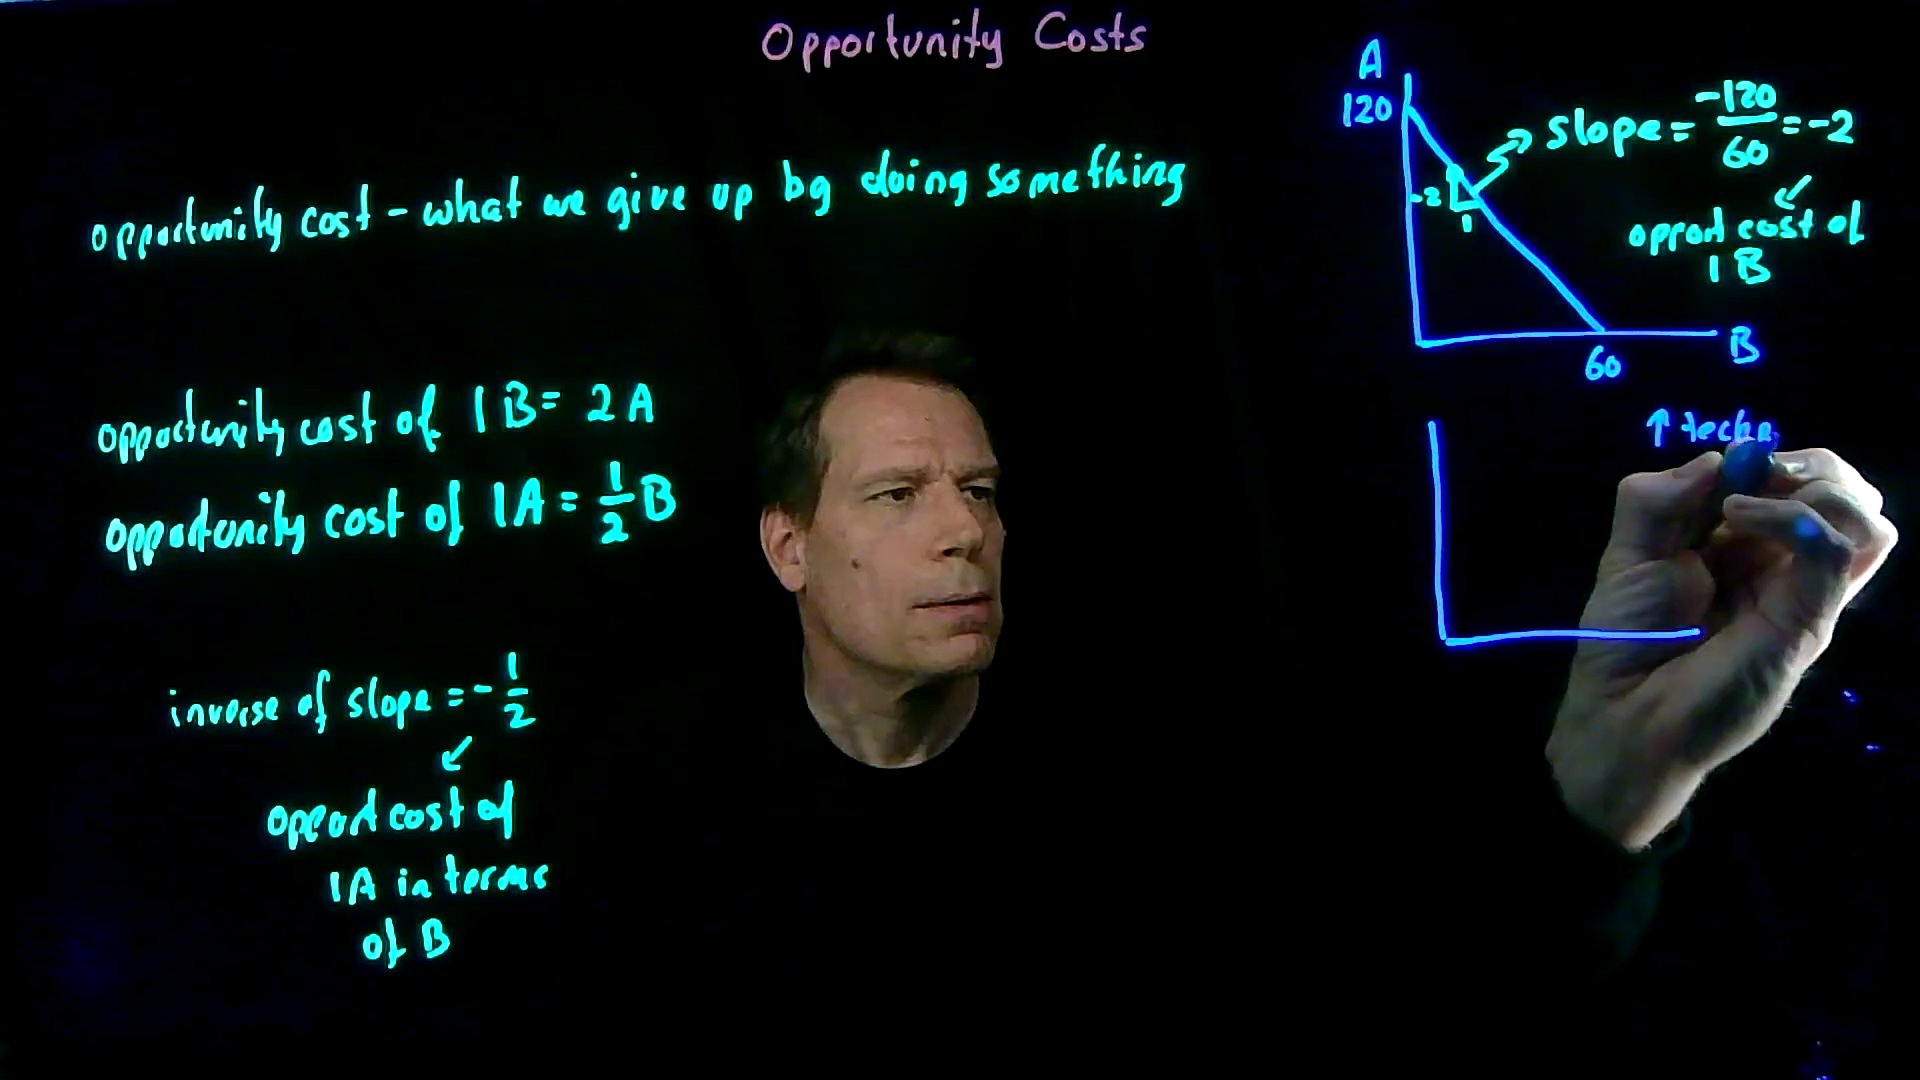 Opportunity Costs
opportunity cost - what we give up by doing something
opportunity cost of 1 B = 2 A
opportunity cost of 1A = 1/2 B
inverse of slope = - 1/2
↙
opport cost of
1A in terms
of B
A
120
slope = -120/60 = -2
↙
opport cost of
1 B
-2
1
B
60
↑ techn